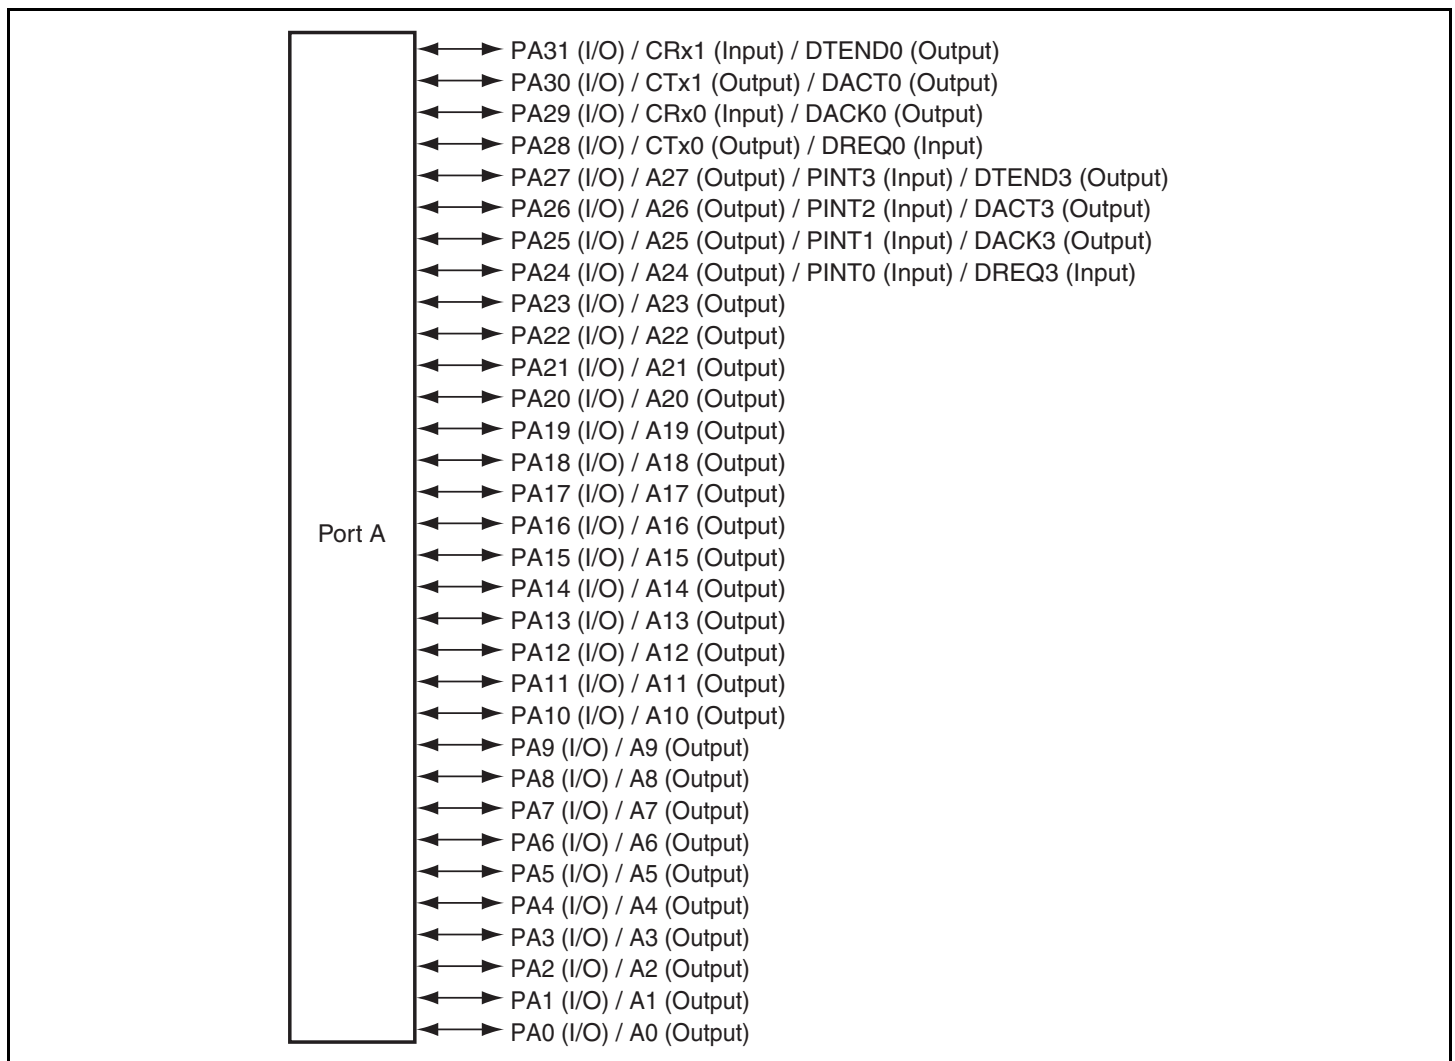 PA31 (I/O) / CRx1 (Input) / DTEND0 (Output)
PA30 (I/O) / CTx1 (Output) / DACT0 (Output)
PA29 (I/O) / CRx0 (Input) / DACK0 (Output)
PA28 (I/O) / CTx0 (Output) / DREQ0 (Input)
PA27 (I/O) / A27 (Output) / PINT3 (Input) / DTEND3 (Output)
PA26 (I/O) / A26 (Output) / PINT2 (Input) / DACT3 (Output)
PA25 (I/O) / A25 (Output) / PINT1 (Input) / DACK3 (Output)
PA24 (I/O) / A24 (Output) / PINT0 (Input) / DREQ3 (Input)
PA23 (I/O) / A23 (Output)
PA22 (I/O) / A22 (Output)
PA21 (I/O) / A21 (Output)
PA20 (I/O) / A20 (Output)
PA19 (I/O) / A19 (Output)
PA18 (I/O) / A18 (Output)
PA17 (I/O) / A17 (Output)
Port A
PA16 (I/O) / A16 (Output)
PA15 (I/O) / A15 (Output)
PA14 (I/O) / A14 (Output)
PA13 (I/O) / A13 (Output)
PA12 (I/O) / A12 (Output)
PA11 (I/O) / A11 (Output)
PA10 (I/O) / A10 (Output)
PA9 (I/O) / A9 (Output)
PA8 (I/O) / A8 (Output)
PA7 (I/O) / A7 (Output)
PA6 (I/O) / A6 (Output)
PA5 (I/O) / A5 (Output)
PA4 (I/O) / A4 (Output)
PA3 (I/O) / A3 (Output)
PA2 (I/O) / A2 (Output)
PA1 (I/O) / A1 (Output)
PA0 (I/O) / A0 (Output)